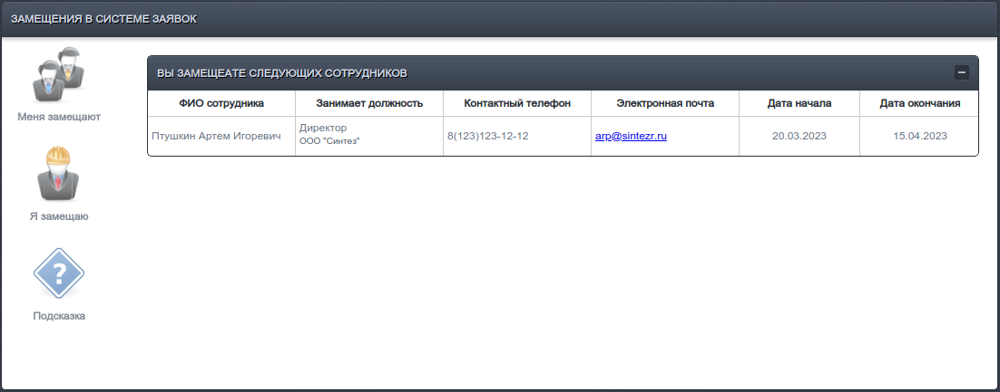 ЗАМЕЩЕНИЯ В СИСТЕМЕ ЗАЯВОК
Меня замещают
Я замещаю
Подсказка
ВЫ ЗАМЕЩЕАТЕ СЛЕДУЮЩИХ СОТРУДНИКОВ
ФИО сотрудника Занимает должность Контактный телефон Электронная почта Дата начала Дата окончания
Птушкин Артем Игоревич Директор 8(123)123-12-12 arp@sintezr.ru 20.03.2023 15.04.2023
ООО "Синтез"